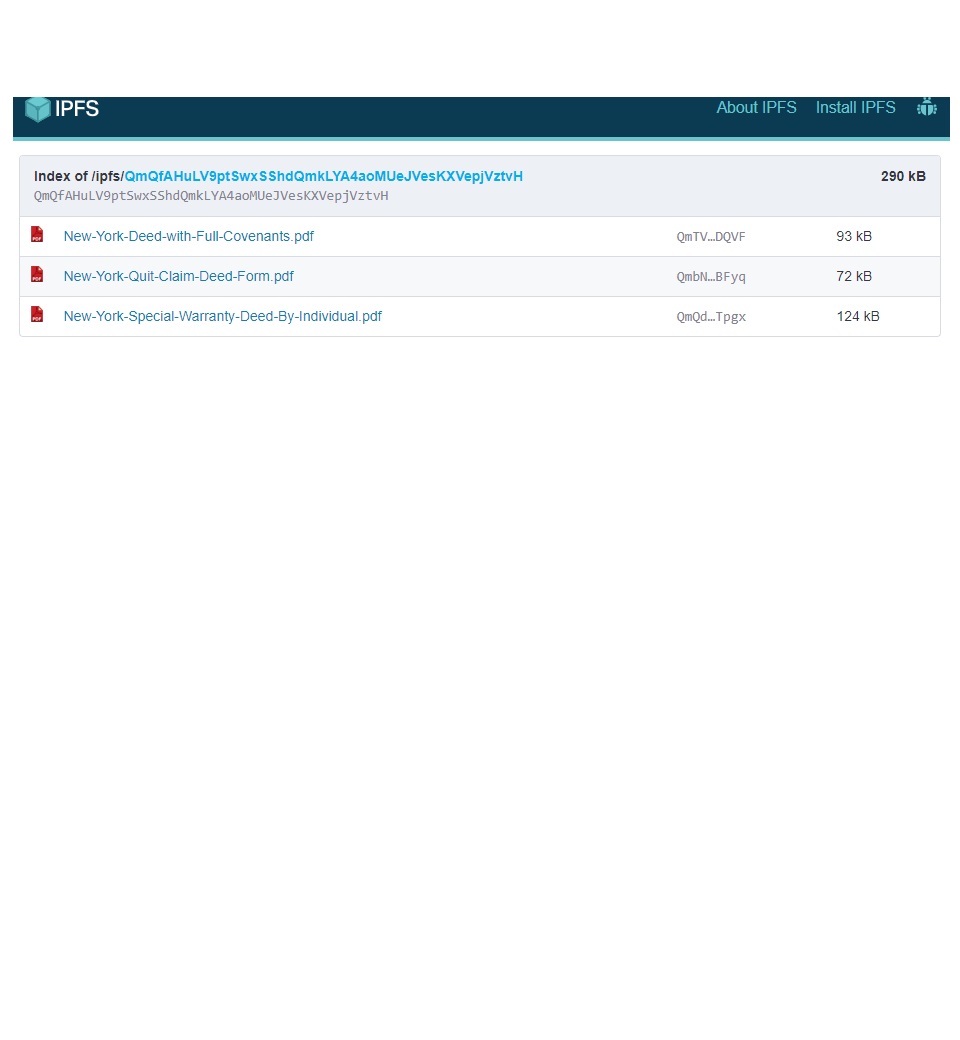 IPFS About IPFS Install IPFS
Index of /ipfs/QmQfAHuLV9ptSwxSShdQmkLYA4aoMUeJVesKXVepjVztvH 290 kB
QmQfAHuLV9ptSwxSShdQmkLYA4aoMUeJVesKXVepjVztvH
PDF New-York-Deed-with-Full-Covenants.pdf QmTV…DQVF 93 kB
PDF New-York-Quit-Claim-Deed-Form.pdf QmbN…BFyq 72 kB
PDF New-York-Special-Warranty-Deed-By-Individual.pdf QmQd…Tpgx 124 kB